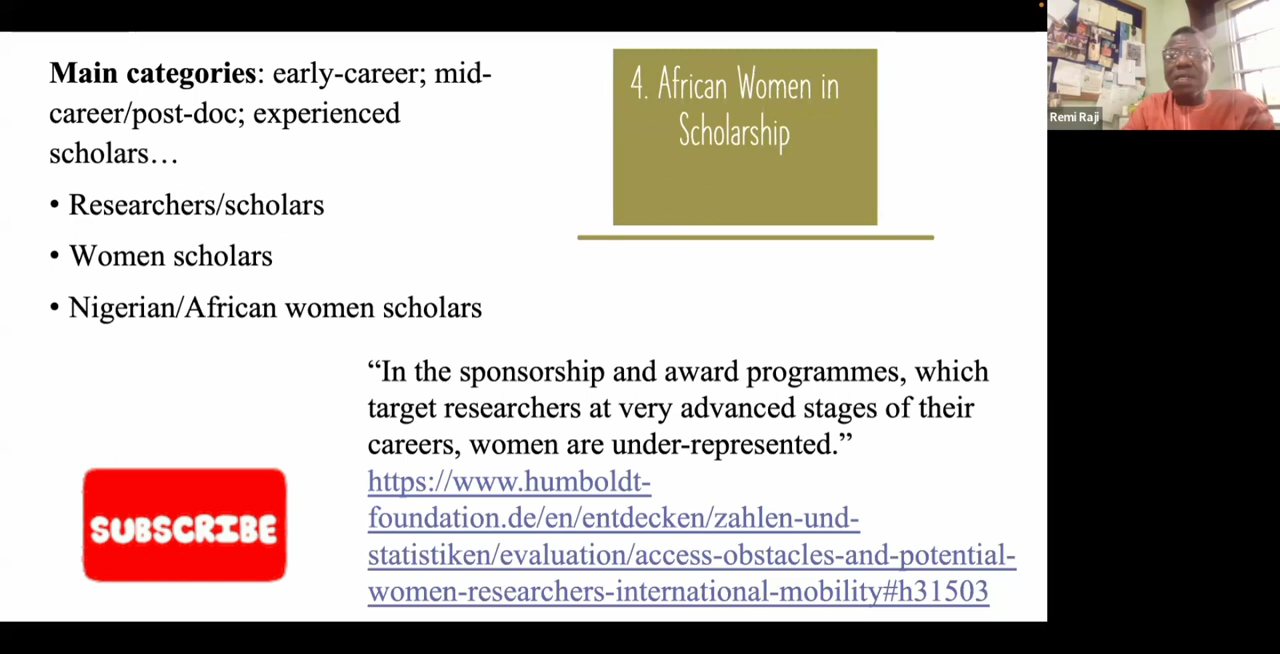 Main categories: early-career; mid-
career/post-doc; experienced
scholars…
• Researchers/scholars
• Women scholars
• Nigerian/African women scholars
4. African Women in
Scholarship
“In the sponsorship and award programmes, which
target researchers at very advanced stages of their
careers, women are under-represented.”
https://www.humboldt-
foundation.de/en/entdecken/zahlen-und-
statistiken/evaluation/access-obstacles-and-potential-
women-researchers-international-mobility#h31503
SUBSCRIBE
Remi Raji